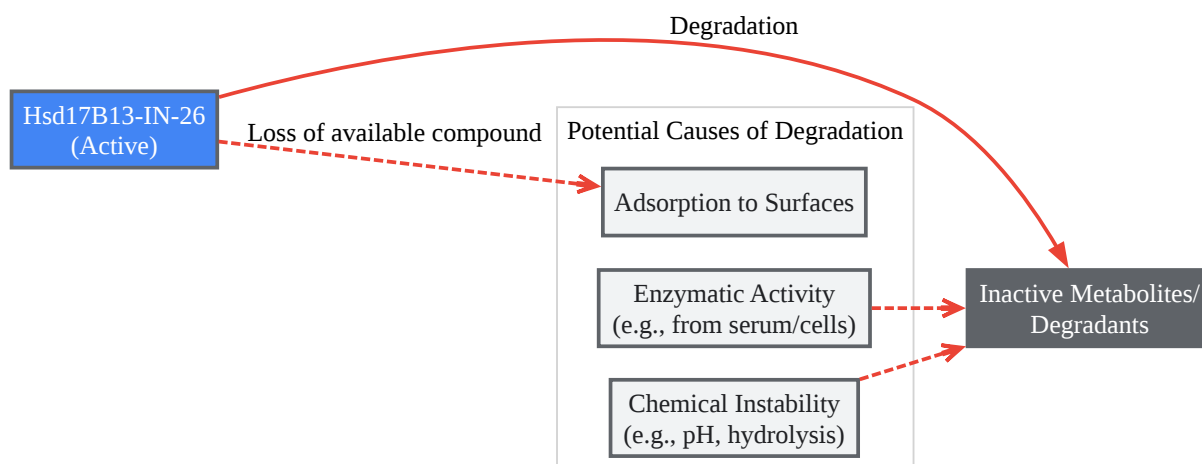 Degradation
Hsd17B13-IN-26
(Active)
Loss of available compound
Potential Causes of Degradation
Adsorption to Surfaces
Enzymatic Activity
(e.g., from serum/cells)
Inactive Metabolites/
Degradants
Chemical Instability
(e.g., pH, hydrolysis)